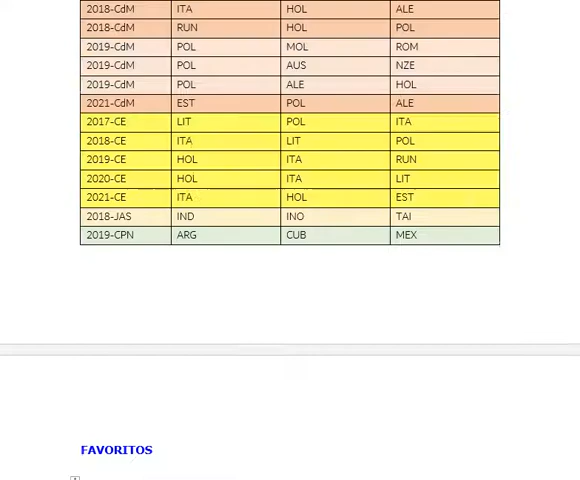 2018-CdM ITA HOL ALE
2018-CdM RUN HOL POL
2019-CdM POL MOL ROM
2019-CdM POL AUS NZE
2019-CdM POL ALE HOL
2021-CdM EST POL ALE
2017-CE LIT POL ITA
2018-CE ITA LIT POL
2019-CE HOL ITA RUN
2020-CE HOL ITA LIT
2021-CE ITA HOL EST
2018-JAS IND INO TAI
2019-CPN ARG CUB MEX
FAVORITOS